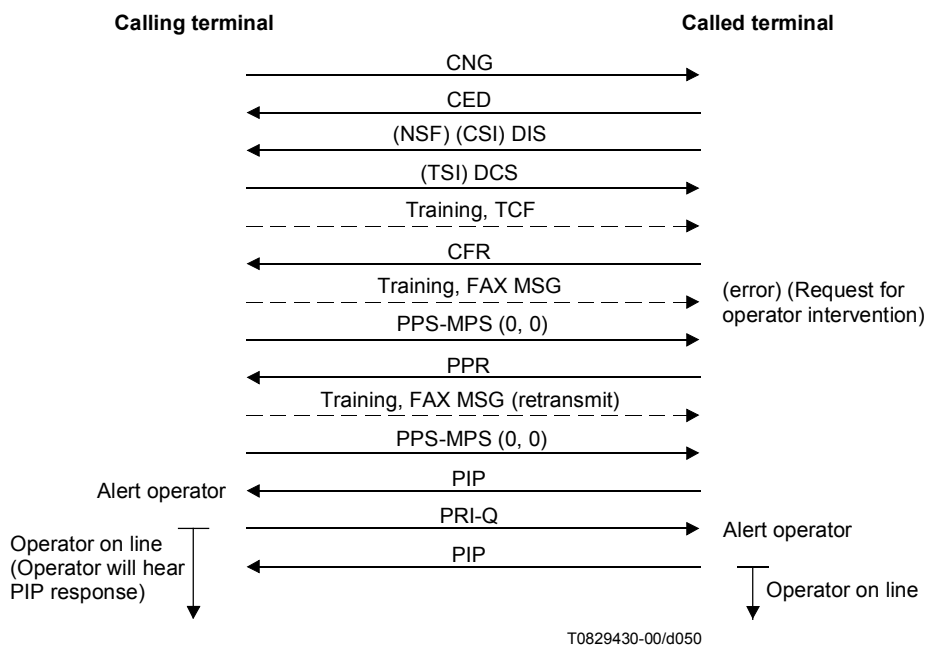 Calling terminal
Called terminal
CNG
CED
(NSF) (CSI) DIS
(TSI) DCS
Training, TCF
CFR
Training, FAX MSG
(error) (Request for
operator intervention)
PPS-MPS (0, 0)
PPR
Training, FAX MSG (retransmit)
PPS-MPS (0, 0)
PIP
Alert operator
PRI-Q
Alert operator
Operator on line
(Operator will hear
PIP response)
PIP
Operator on line
T0829430-00/d050